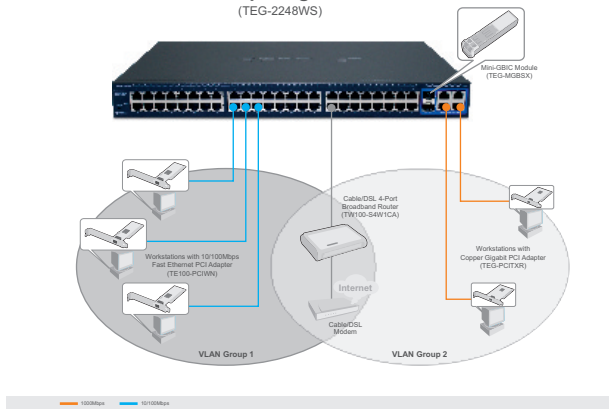 (TEG-2248WS)
Mini-GBIC Module
(TEG-MGBSX)
Cable/DSL 4-Port
Broadband Router
(TW100-S4W1CA)
Workstations with 10/100Mbps
Fast Ethernet PCI Adapter
(TE100-PCIWN)
Workstations with
Copper Gigabit PCI Adapter
(TEG-PCITXR)
Internet
Cable/DSL
Modem
VLAN Group 1
VLAN Group 2
1000Mbps
10/100Mbps